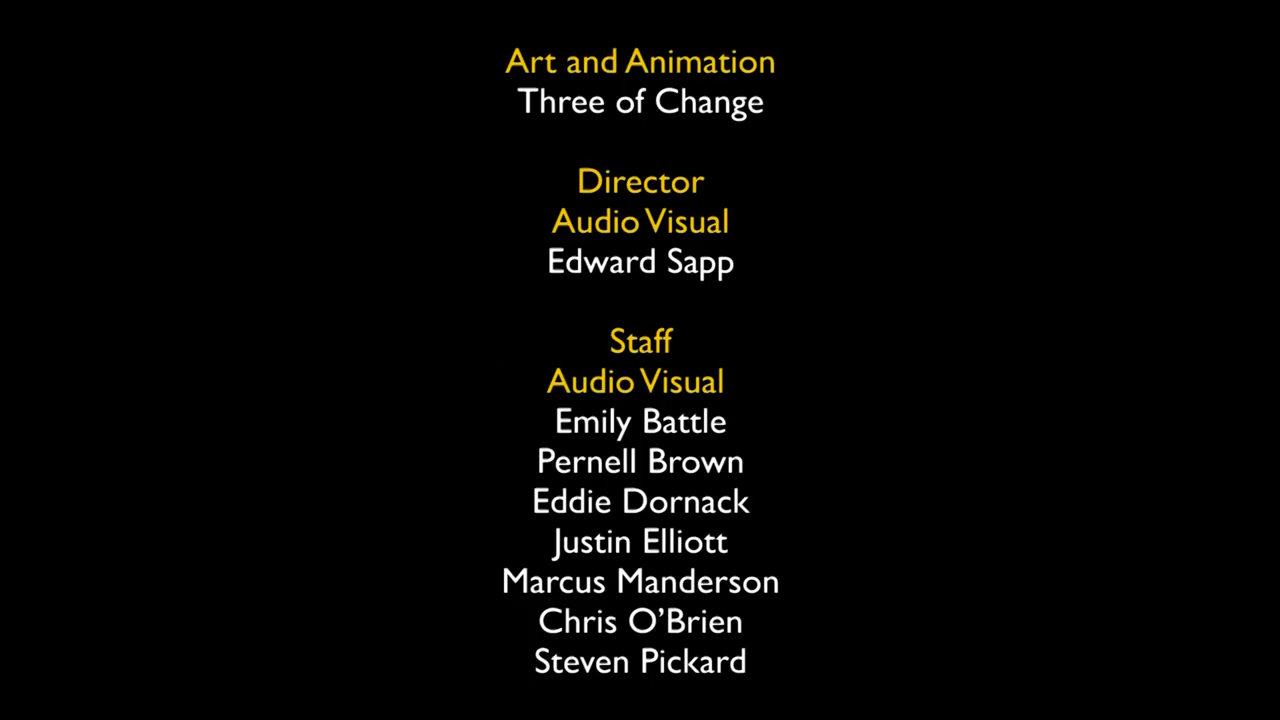 Art and Animation
Three of Change
Director
Audio Visual
Edward Sapp
Staff
Audio Visual
Emily Battle
Pernell Brown
Eddie Dornack
Justin Elliott
Marcus Manderson
Chris O’Brien
Steven Pickard